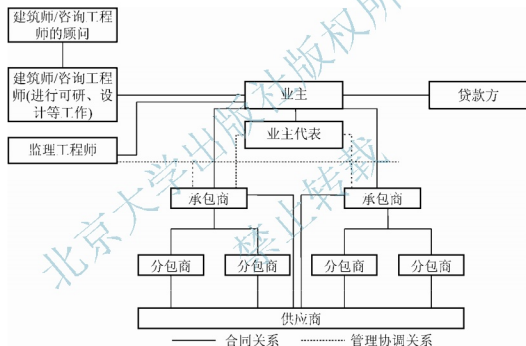 建筑师/咨询工程
师的顾问
建筑师/咨询工程
师(进行可研、设
计等工作)
业主
贷款方
业主代表
监理工程师
承包商
承包商
分包商
分包商
分包商
分包商
供应商
合同关系
管理协调关系
北京大学出版社版权所
禁止转载